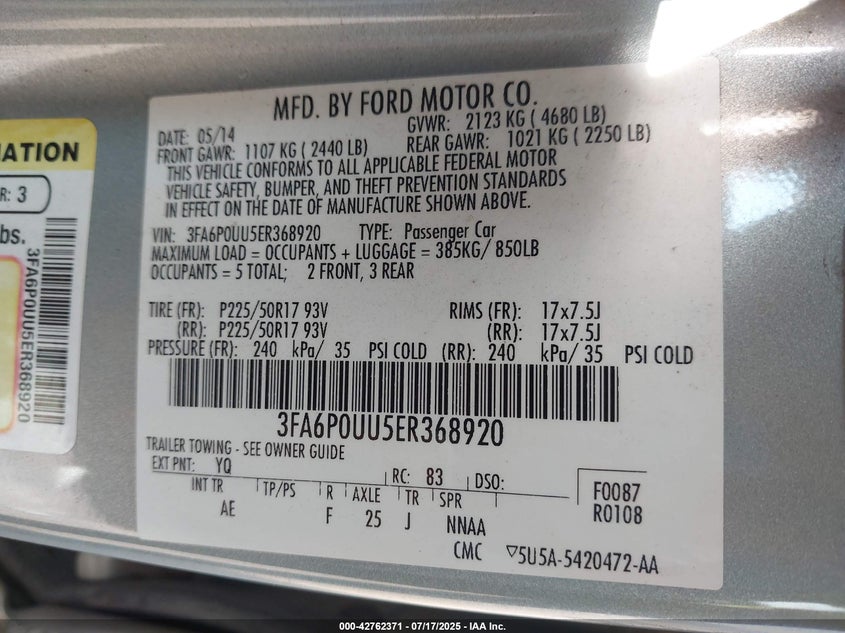 MFD. BY FORD MOTOR CO.
DATE: 05/14 GVWR: 2123 KG ( 4680 LB)
FRONT GAWR: 1107 KG ( 2440 LB) REAR GAWR: 1021 KG ( 2250 LB)
THIS VEHICLE CONFORMS TO ALL APPLICABLE FEDERAL MOTOR
VEHICLE SAFETY, BUMPER, AND THEFT PREVENTION STANDARDS
IN EFFECT ON THE DATE OF MANUFACTURE SHOWN ABOVE.
VIN: 3FA6P0UU5ER368920 TYPE: Passenger Car
MAXIMUM LOAD = OCCUPANTS + LUGGAGE = 385KG/ 850LB
OCCUPANTS = 5 TOTAL; 2 FRONT, 3 REAR
TIRE (FR): P225/50R17 93V RIMS (FR): 17x7.5J
(RR): P225/50R17 93V (RR): 17x7.5J
PRESSURE (FR): 240 kPa/ 35 PSI COLD (RR): 240 kPa/ 35 PSI COLD
3FA6P0UU5ER368920
TRAILER TOWING - SEE OWNER GUIDE
EXT PNT: YQ RC: 83 DSO: F0087
INT TR TP/PS R AXLE TR SPR R0108
AE F 25 J NNAA
CMC 5U5A-5420472-AA
R: 3
bs.
3FA6P0UU5ER368920
000-42762371 - 07/17/2025 - IAA Inc.